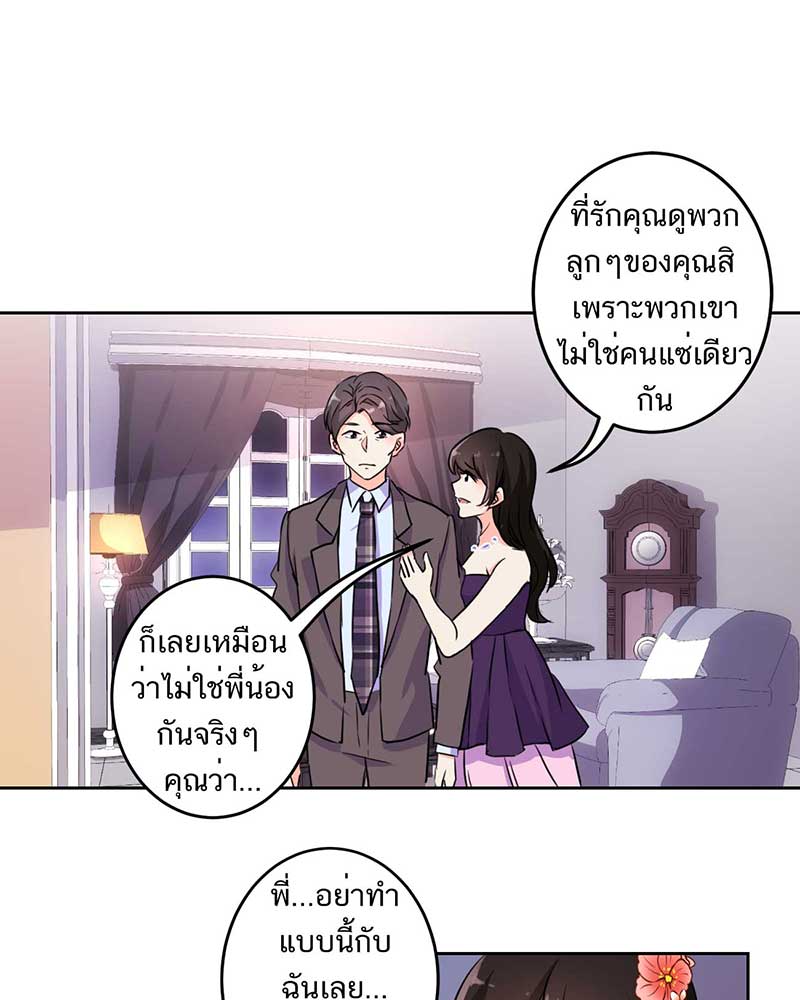 ที่รักคุณดูพวก
ลูกๆของคุณสิ
เพราะพวกเขา
ไม่ใช่คนแซ่เดียว
กัน
ก็เลยเหมือน
ว่าไม่ใช่พี่น้อง
กันจริงๆ
คุณว่า...
พี่...อย่าทำ
แบบนี้กับ
ฉันเลย...